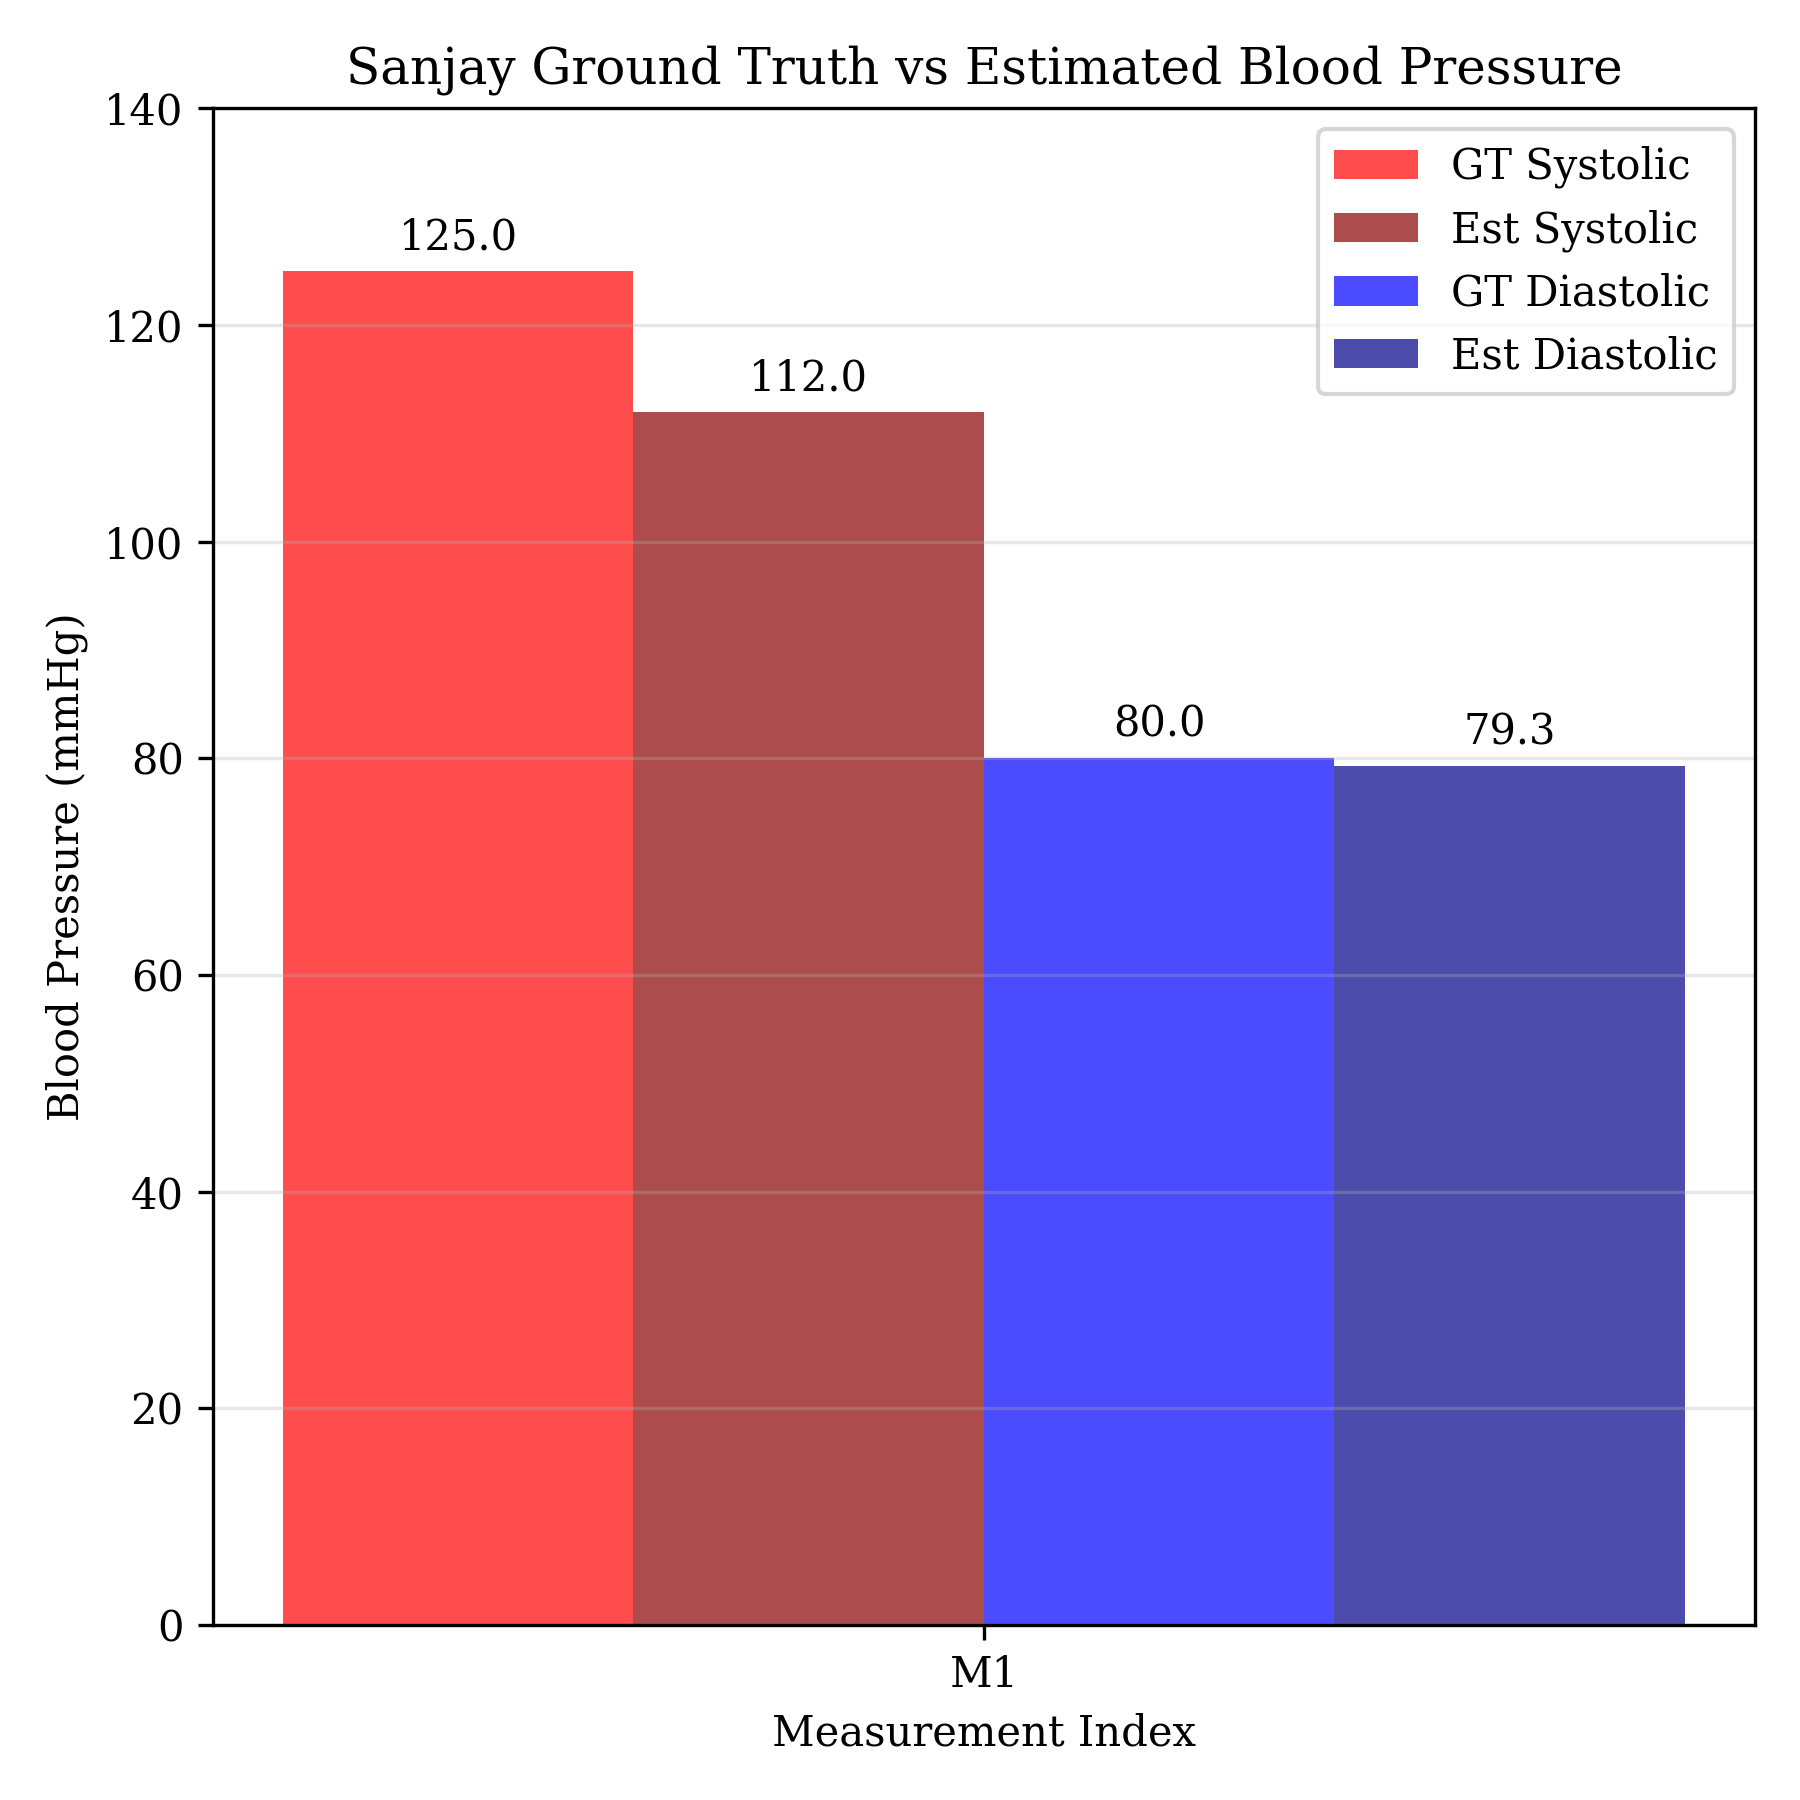 Sanjay Ground Truth vs Estimated Blood Pressure
140
120
100
80
60
40
20
0
Blood Pressure (mmHg)
125.0
112.0
80.0
79.3
GT Systolic
Est Systolic
GT Diastolic
Est Diastolic
M1
Measurement Index